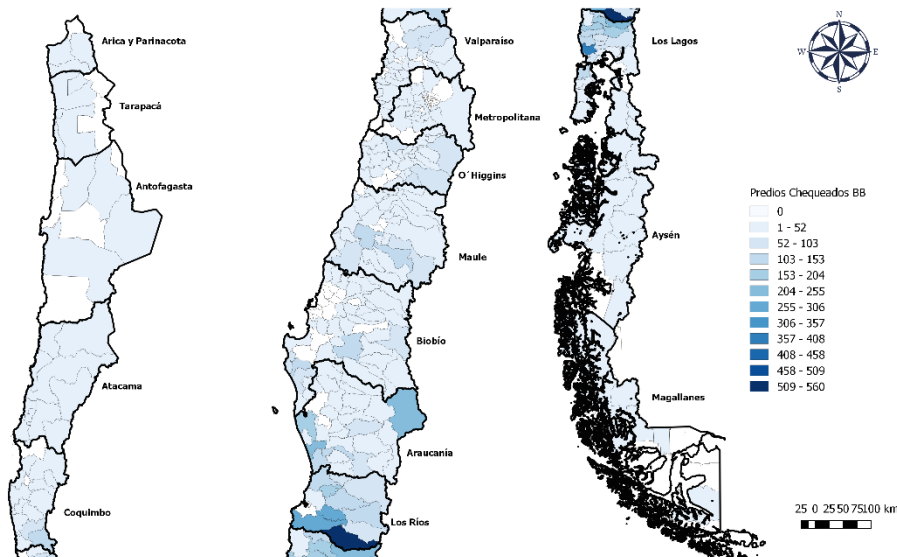 Arica y Parinacota
Tarapacá
Antofagasta
Atacama
Coquimbo
Valparaíso
Metropolitana
O´Higgins
Maule
Biobío
Araucanía
Los Ríos
Los Lagos
Aysén
Magallanes
N
W
E
S
Predios Chequeados BB
0
1 - 52
52 - 103
103 - 153
153 - 204
204 - 255
255 - 306
306 - 357
357 - 408
408 - 458
458 - 509
509 - 560
25 0 25 50 75 100 km